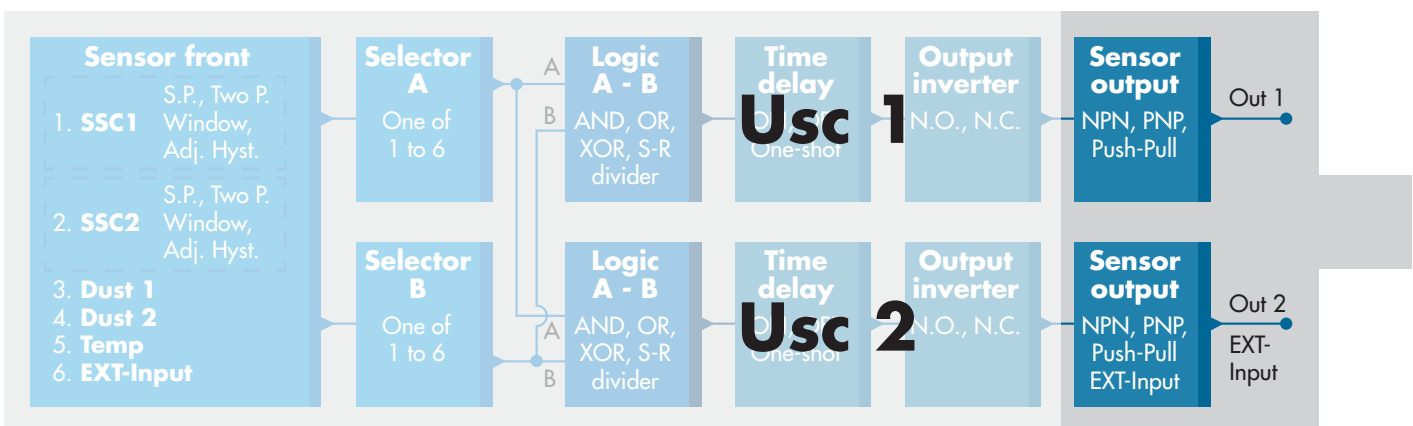 Sensor front
1. SSC1
S.P., Two P.
Window,
Adj. Hyst.
2. SSC2
S.P., Two P.
Window,
Adj. Hyst.
3. Dust 1
4. Dust 2
5. Temp
6. EXT-Input
Selector
A
One of
1 to 6
A
B
Logic
A - B
AND, OR,
XOR, S-R
divider
Time
delay
One-shot
Usc 1
Output
inverter
N.O., N.C.
Sensor
output
NPN, PNP,
Push-Pull
Out 1
Selector
B
One of
1 to 6
A
B
Logic
A - B
AND, OR,
XOR, S-R
divider
Time
delay
One-shot
Usc 2
Output
inverter
N.O., N.C.
Sensor
output
NPN, PNP,
Push-Pull
EXT-Input
Out 2
EXT-
Input